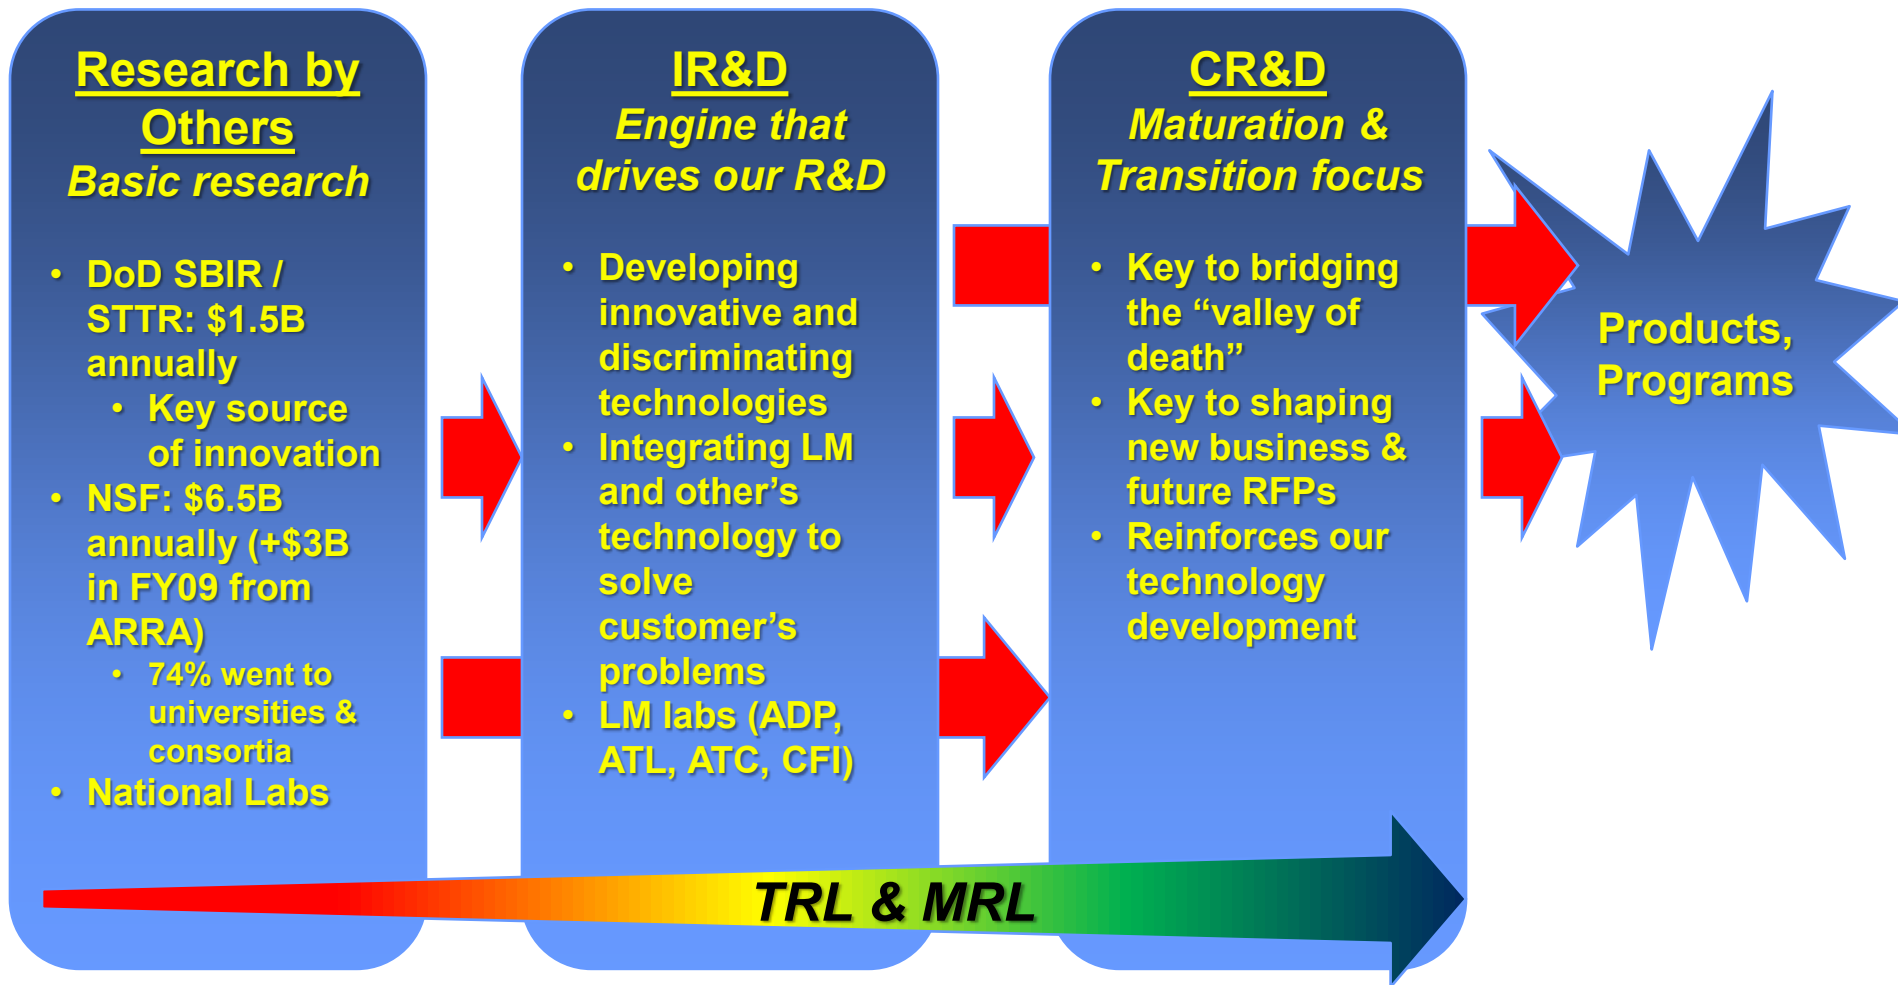 Research by
Others
Basic research
• DoD SBIR /
STTR: $1.5B
annually
• Key source
of innovation
• NSF: $6.5B
annually (+$3B
in FY09 from
ARRA)
• 74% went to
universities &
consortia
• National Labs
IR&D
Engine that
drives our R&D
• Developing
innovative and
discriminating
technologies
• Integrating LM
and other’s
technology to
solve
customer’s
problems
• LM labs (ADP,
ATL, ATC, CFI)
CR&D
Maturation &
Transition focus
• Key to bridging
the “valley of
death”
• Key to shaping
new business &
future RFPs
• Reinforces our
technology
development
Products,
Programs
TRL & MRL